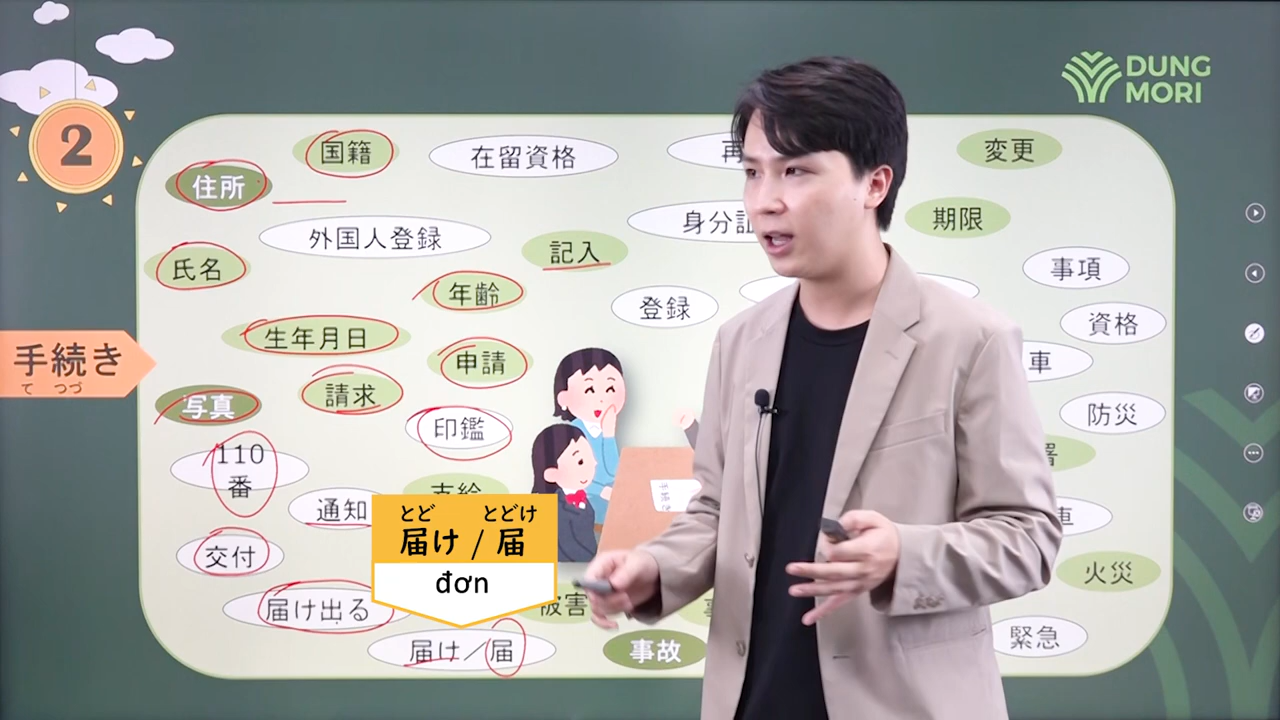 2
DUNG
MORI
国籍
在留資格
変更
住所
身分証
期限
外国人登録
記入
氏名
事項
年齢
登録
資格
生年月日
申請
車
請求
写真
印鑑
防災
110
番
支給
通知
手続き
て つづ
とど とどけ
届け / 届
đơn
交付
火災
届け出る
被害
届け／届
事故
緊急